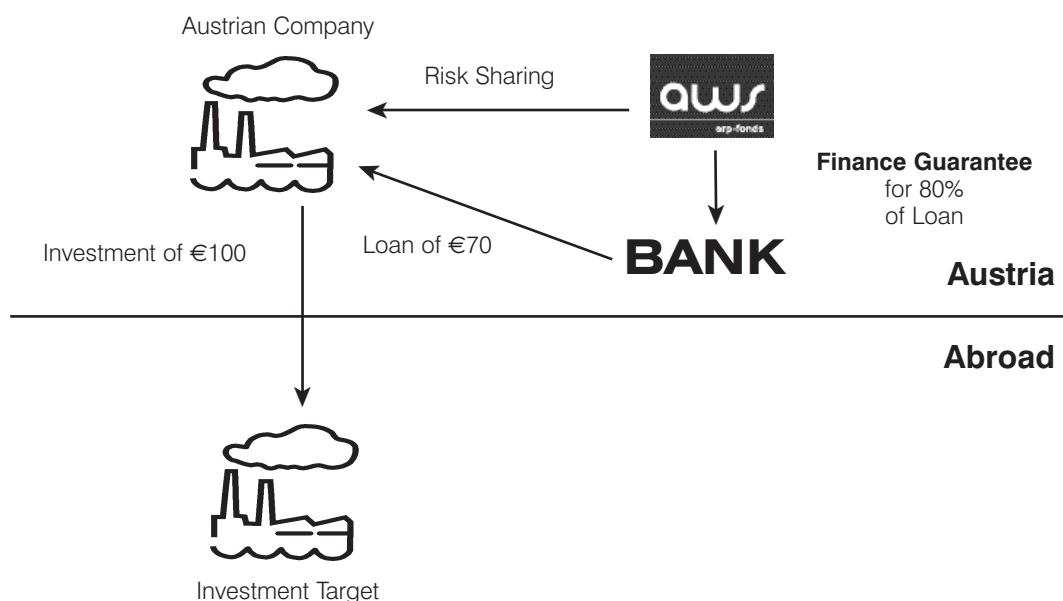 Austrian Company
Risk Sharing
aws
erp-fonds
Finance Guarantee
for 80%
of Loan
Investment of €100
Loan of €70
BANK
Austria
Abroad
Investment Target